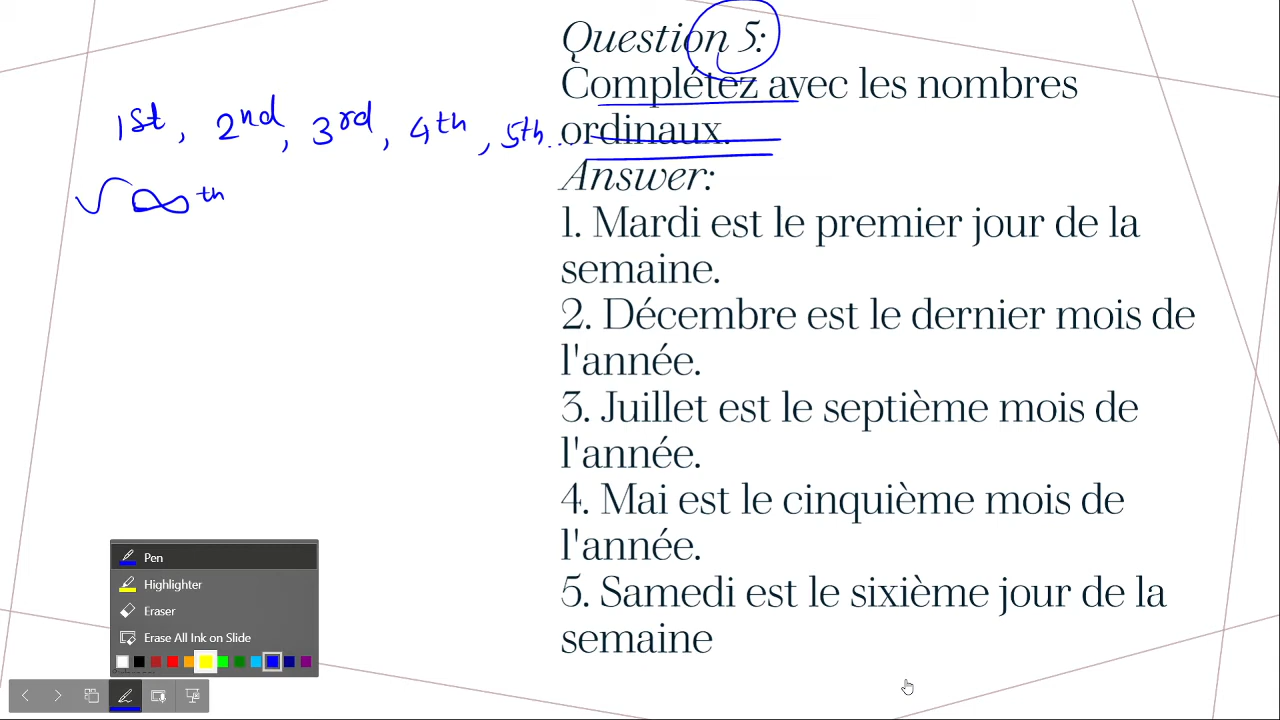 Question 5:
Complétez avec les nombres
ordinaux.
Answer:
1. Mardi est le premier jour de la
semaine.
2. Décembre est le dernier mois de
l'année.
3. Juillet est le septième mois de
l'année.
4. Mai est le cinquième mois de
l'année.
5. Samedi est le sixième jour de la
semaine
1st, 2nd, 3rd, 4th, 5th...
√∞th
Pen
Highlighter
Eraser
Erase All Ink on Slide